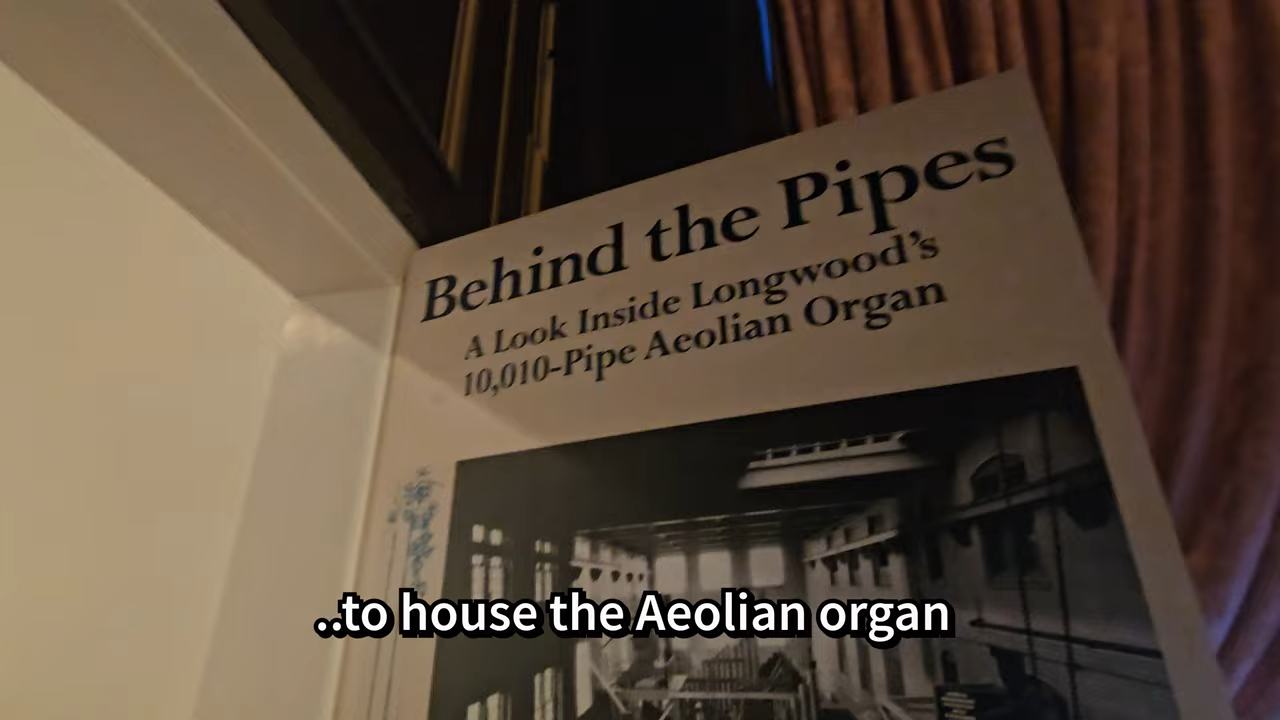 Behind the Pipes
A Look Inside Longwood's
10,010-Pipe Aeolian Organ
..to house the Aeolian organ